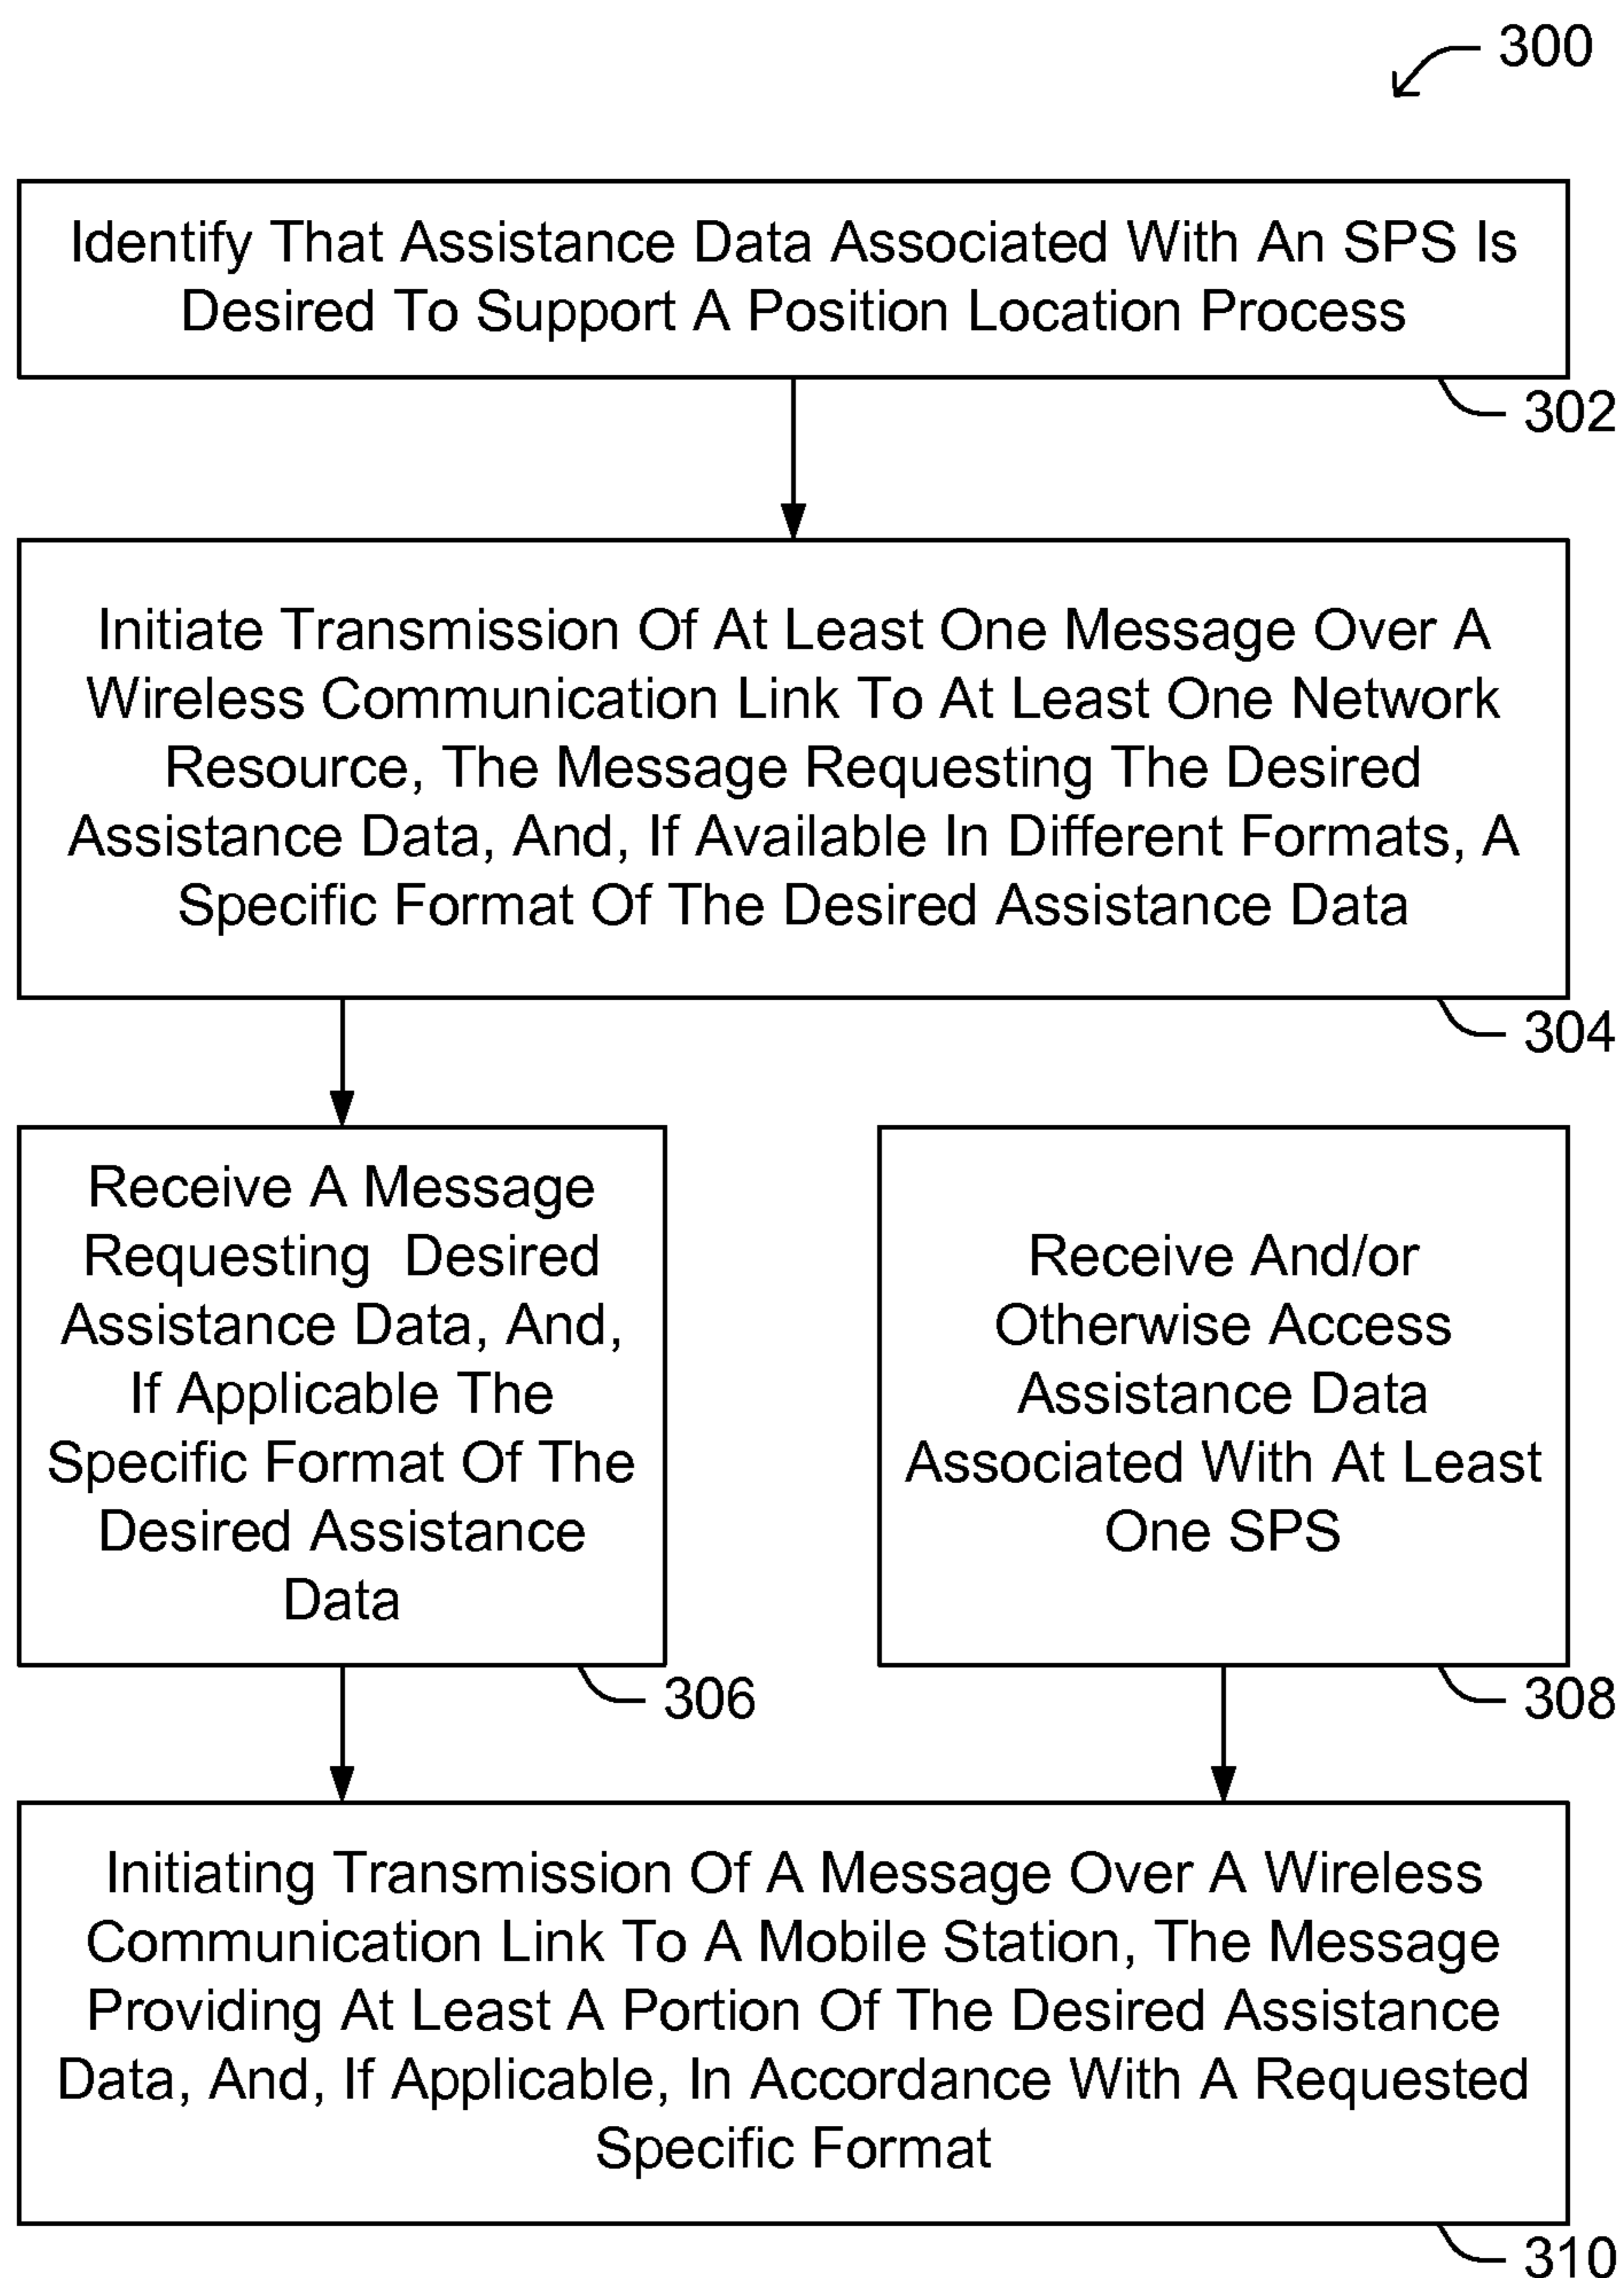 300
Identify That Assistance Data Associated With An SPS Is
Desired To Support A Position Location Process
302
Initiate Transmission Of At Least One Message Over A
Wireless Communication Link To At Least One Network
Resource, The Message Requesting The Desired
Assistance Data, And, If Available In Different Formats, A
Specific Format Of The Desired Assistance Data
304
Receive A Message
Requesting  Desired
Assistance Data, And,
If Applicable The
Specific Format Of The
Desired Assistance
Data
306
Receive And/or
Otherwise Access
Assistance Data
Associated With At Least
One SPS
308
Initiating Transmission Of A Message Over A Wireless
Communication Link To A Mobile Station, The Message
Providing At Least A Portion Of The Desired Assistance
Data, And, If Applicable, In Accordance With A Requested
Specific Format
310